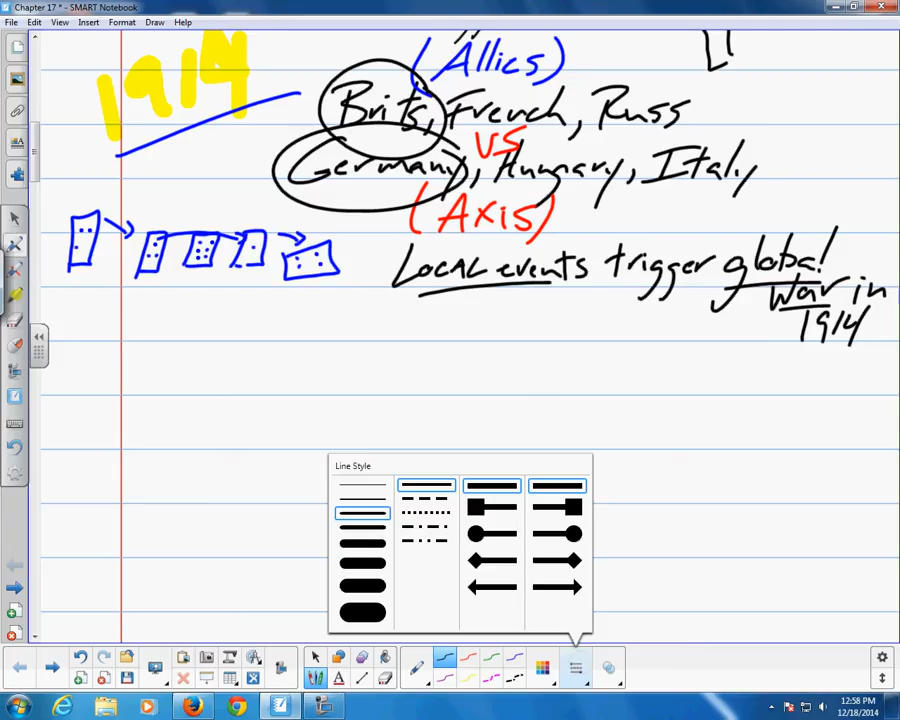 Chapter 17 * - SMART Notebook
File Edit View Insert Format Draw Help
1914
(Allics)
Brits, French, Russ
vs
Germany, Hungary, Italy
(Axis)
Local events trigger global
War in
1914
Line Style
12:58 PM
12/18/2014